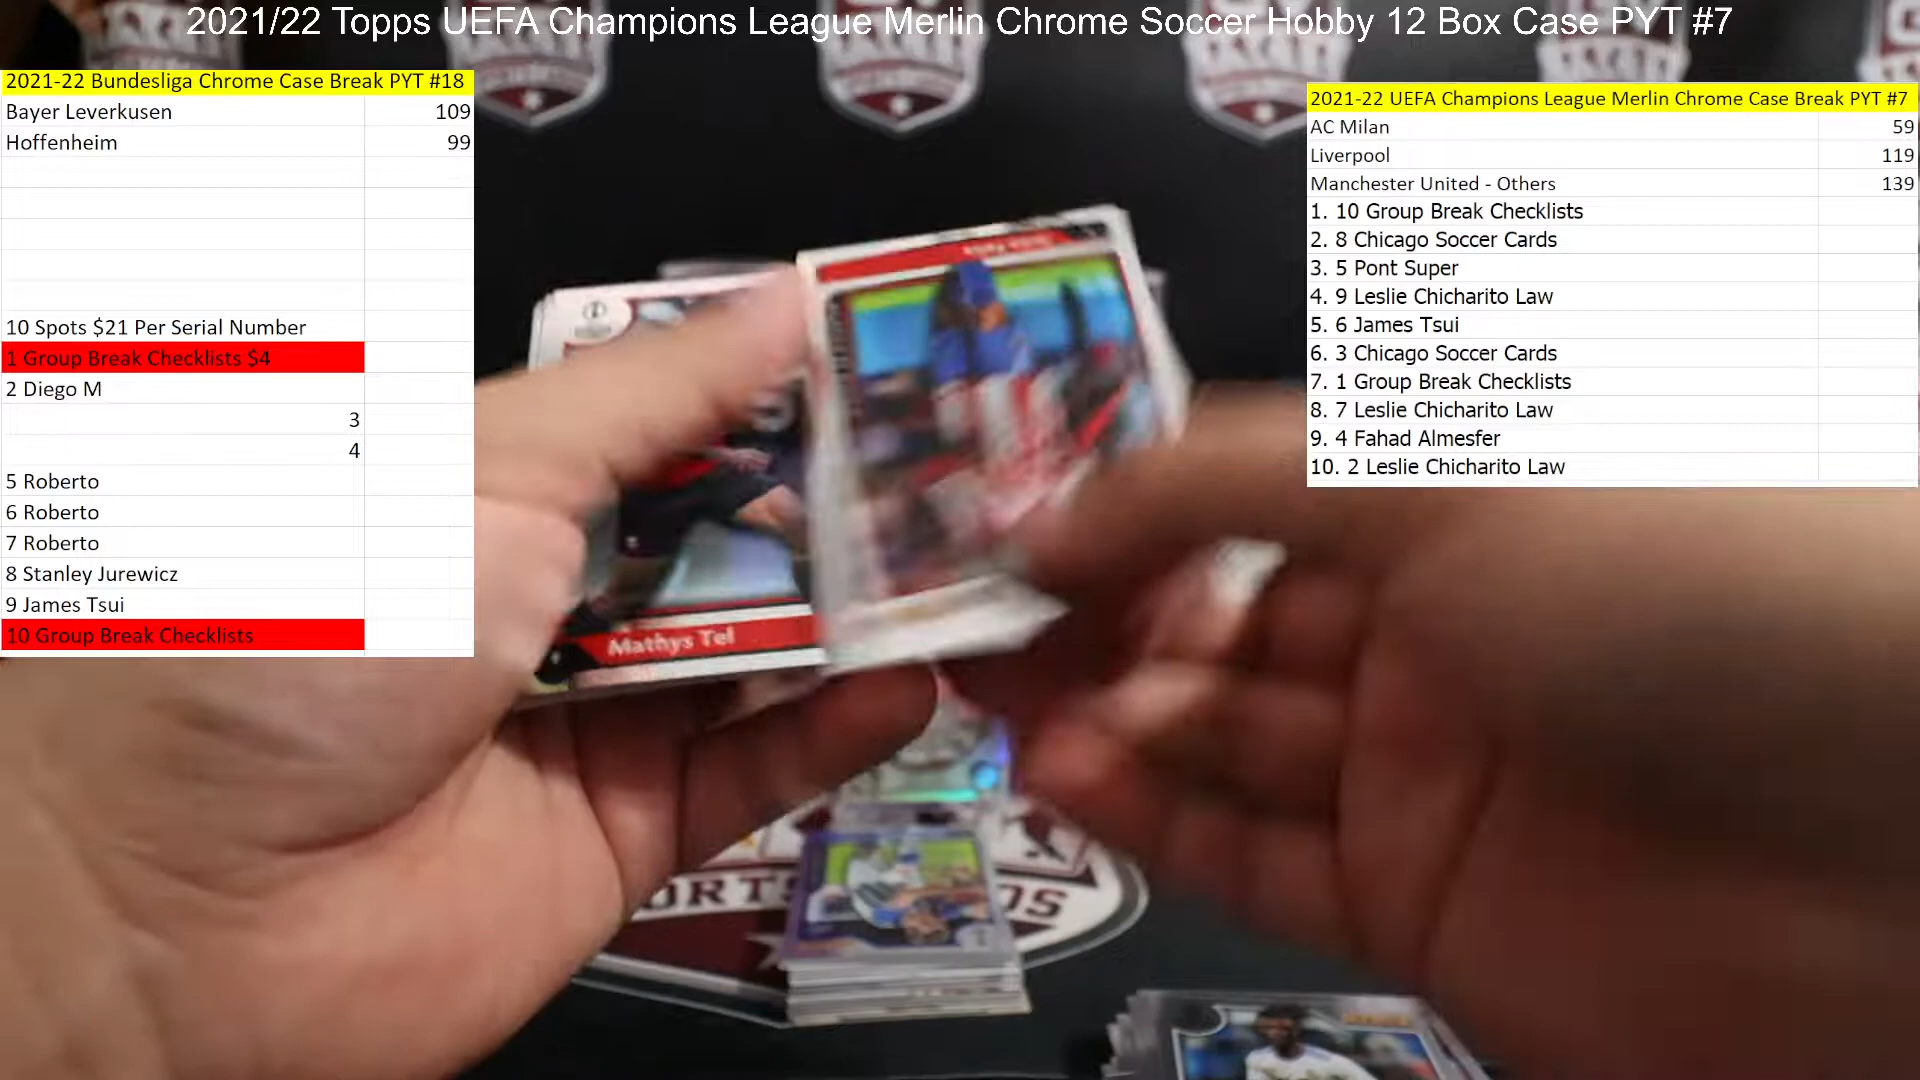 2021/22 Topps UEFA Champions League Merlin Chrome Soccer Hobby 12 Box Case PYT #7
2021-22 Bundesliga Chrome Case Break PYT #18
Bayer Leverkusen 109
Hoffenheim 99
10 Spots $21 Per Serial Number
1 Group Break Checklists $4
2 Diego M
3
4
5 Roberto
6 Roberto
7 Roberto
8 Stanley Jurewicz
9 James Tsui
10 Group Break Checklists
2021-22 UEFA Champions League Merlin Chrome Case Break PYT #7
AC Milan 59
Liverpool 119
Manchester United - Others 139
1. 10 Group Break Checklists
2. 8 Chicago Soccer Cards
3. 5 Pont Super
4. 9 Leslie Chicharito Law
5. 6 James Tsui
6. 3 Chicago Soccer Cards
7. 1 Group Break Checklists
8. 7 Leslie Chicharito Law
9. 4 Fahad Almesfer
10. 2 Leslie Chicharito Law
Mathys Tel